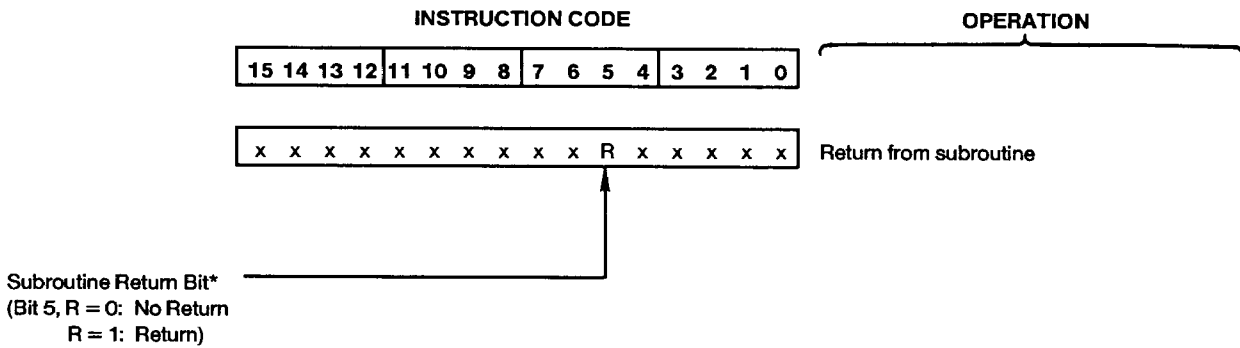 INSTRUCTION CODE
OPERATION
15 14 13 12 11 10 9 8 7 6 5 4 3 2 1 0
x x x x x x x x x x R x x x x x Return from subroutine
Subroutine Return Bit*
(Bit 5, R = 0: No Return
R = 1: Return)